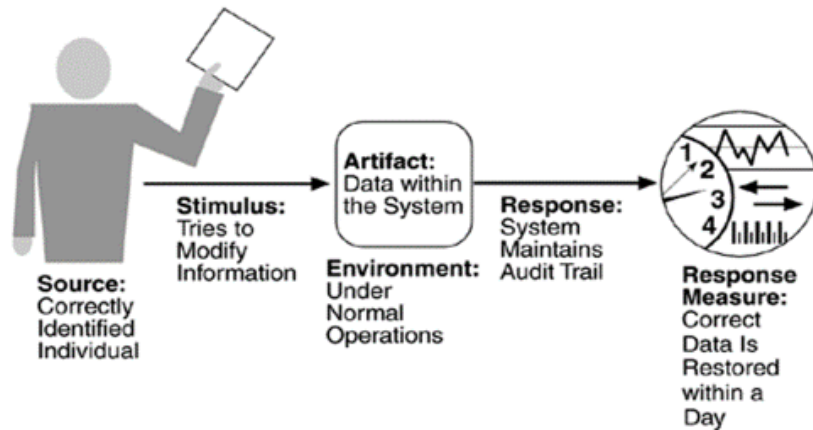 Source:
Correctly
Identified
Individual
Stimulus:
Tries to
Modify
Information
Artifact:
Data within
the System
Environment:
Under
Normal
Operations
Response:
System
Maintains
Audit Trail
1
2
3
4
Response
Measure:
Correct
Data Is
Restored
within a
Day